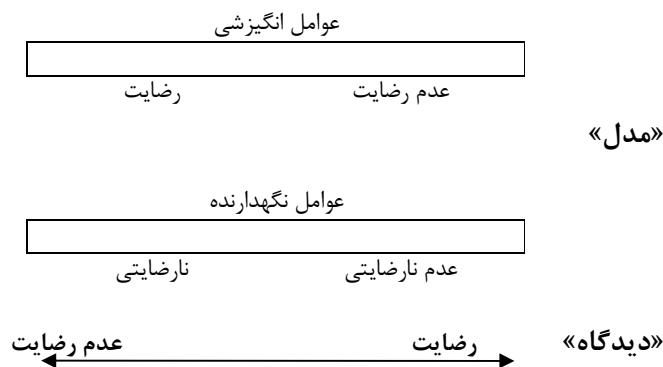 عوامل انگیزشی
عدم رضایت رضایت
«مدل»
عوامل نگهدارنده
عدم نارضایتی نارضایتی
«دیدگاه» رضایت عدم رضایت